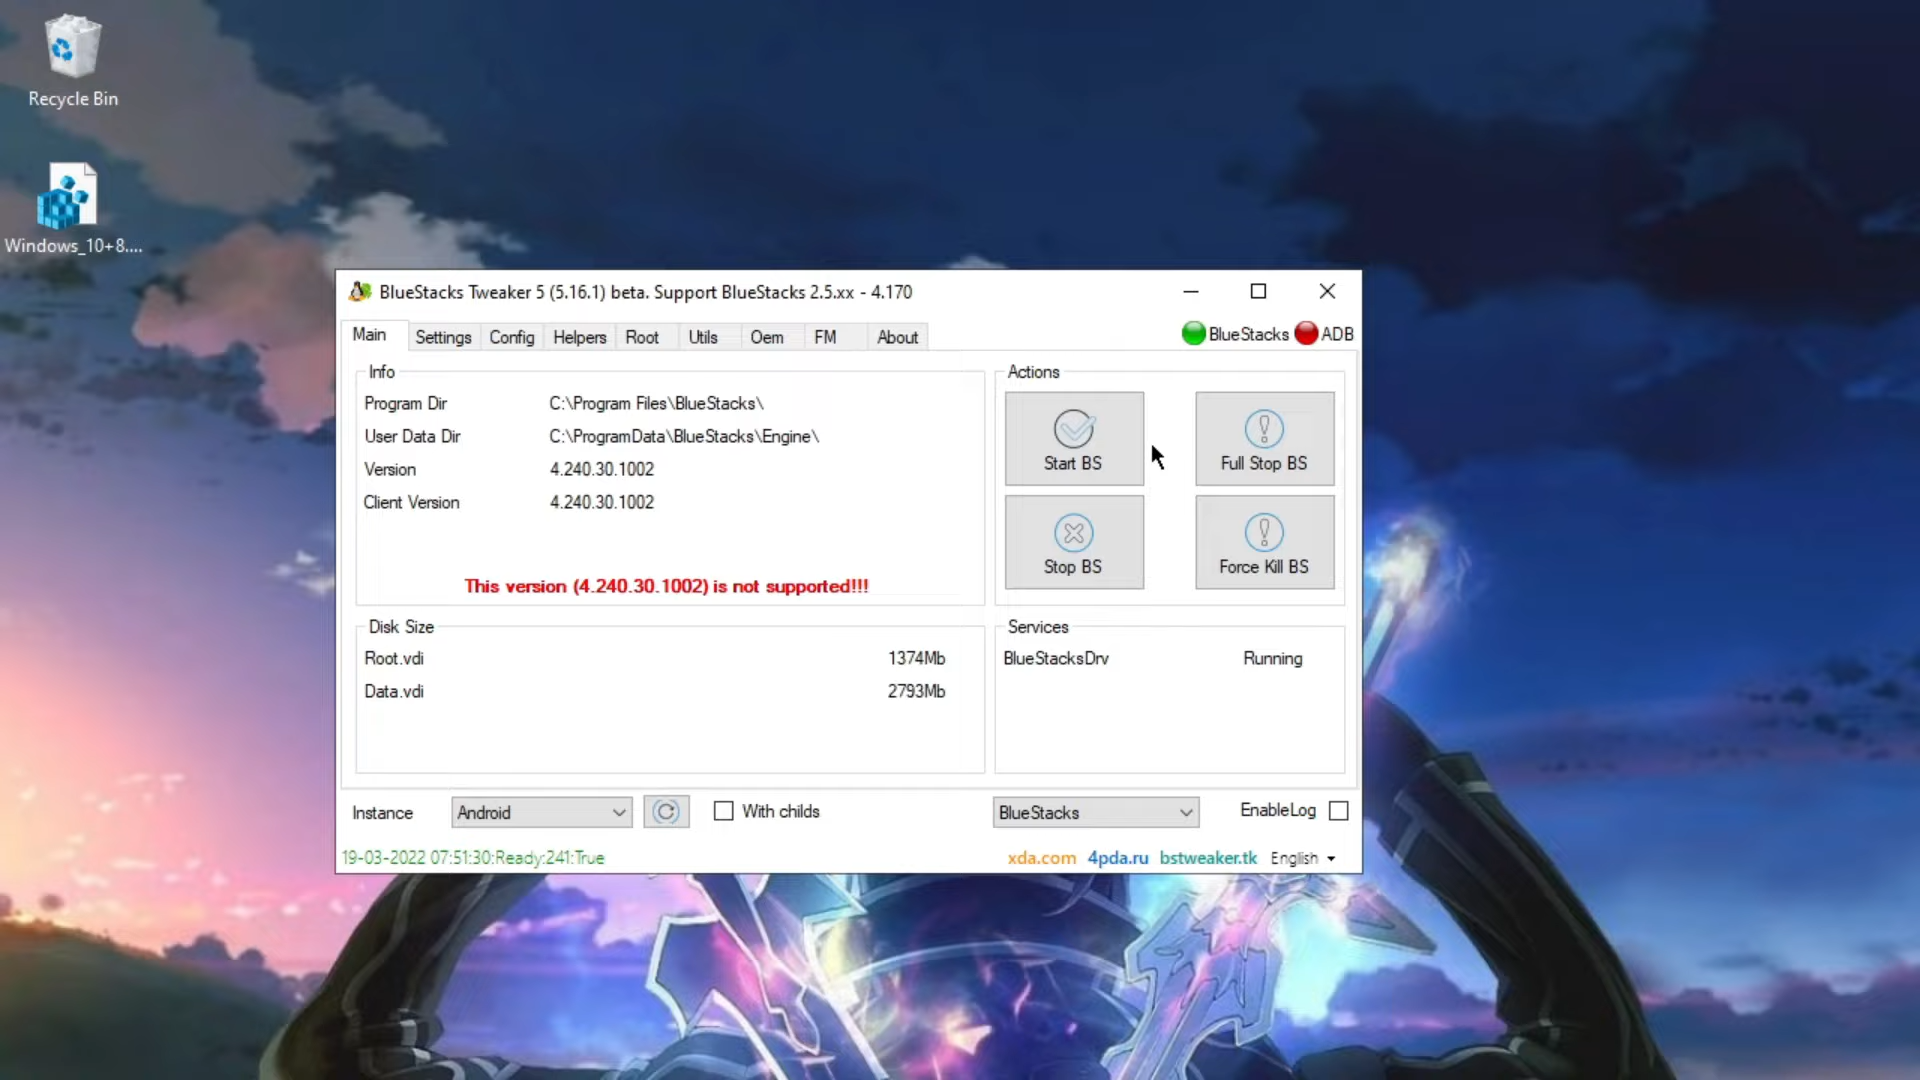 Recycle Bin
Windows_10+8....
BlueStacks Tweaker 5 (5.16.1) beta. Support BlueStacks 2.5.xx - 4.170
Main Settings Config Helpers Root Utils Oem FM About BlueStacks ADB
Info
Program Dir C:\Program Files\BlueStacks\
User Data Dir C:\ProgramData\BlueStacks\Engine\
Version 4.240.30.1002
Client Version 4.240.30.1002
This version (4.240.30.1002) is not supported!!!
Actions
Start BS Full Stop BS
Stop BS Force Kill BS
Disk Size
Root.vdi 1374Mb
Data.vdi 2793Mb
Services
BlueStacksDrv Running
Instance Android With childs BlueStacks EnableLog
19-03-2022 07:51:30:Ready:241:True xda.com 4pda.ru bstweaker.tk English